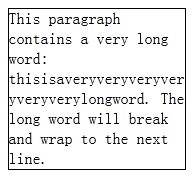 This paragraph
contains a very long
word:
thisisaveryveryveryver
yveryverylongword. The
long word will break
and wrap to the next
line.